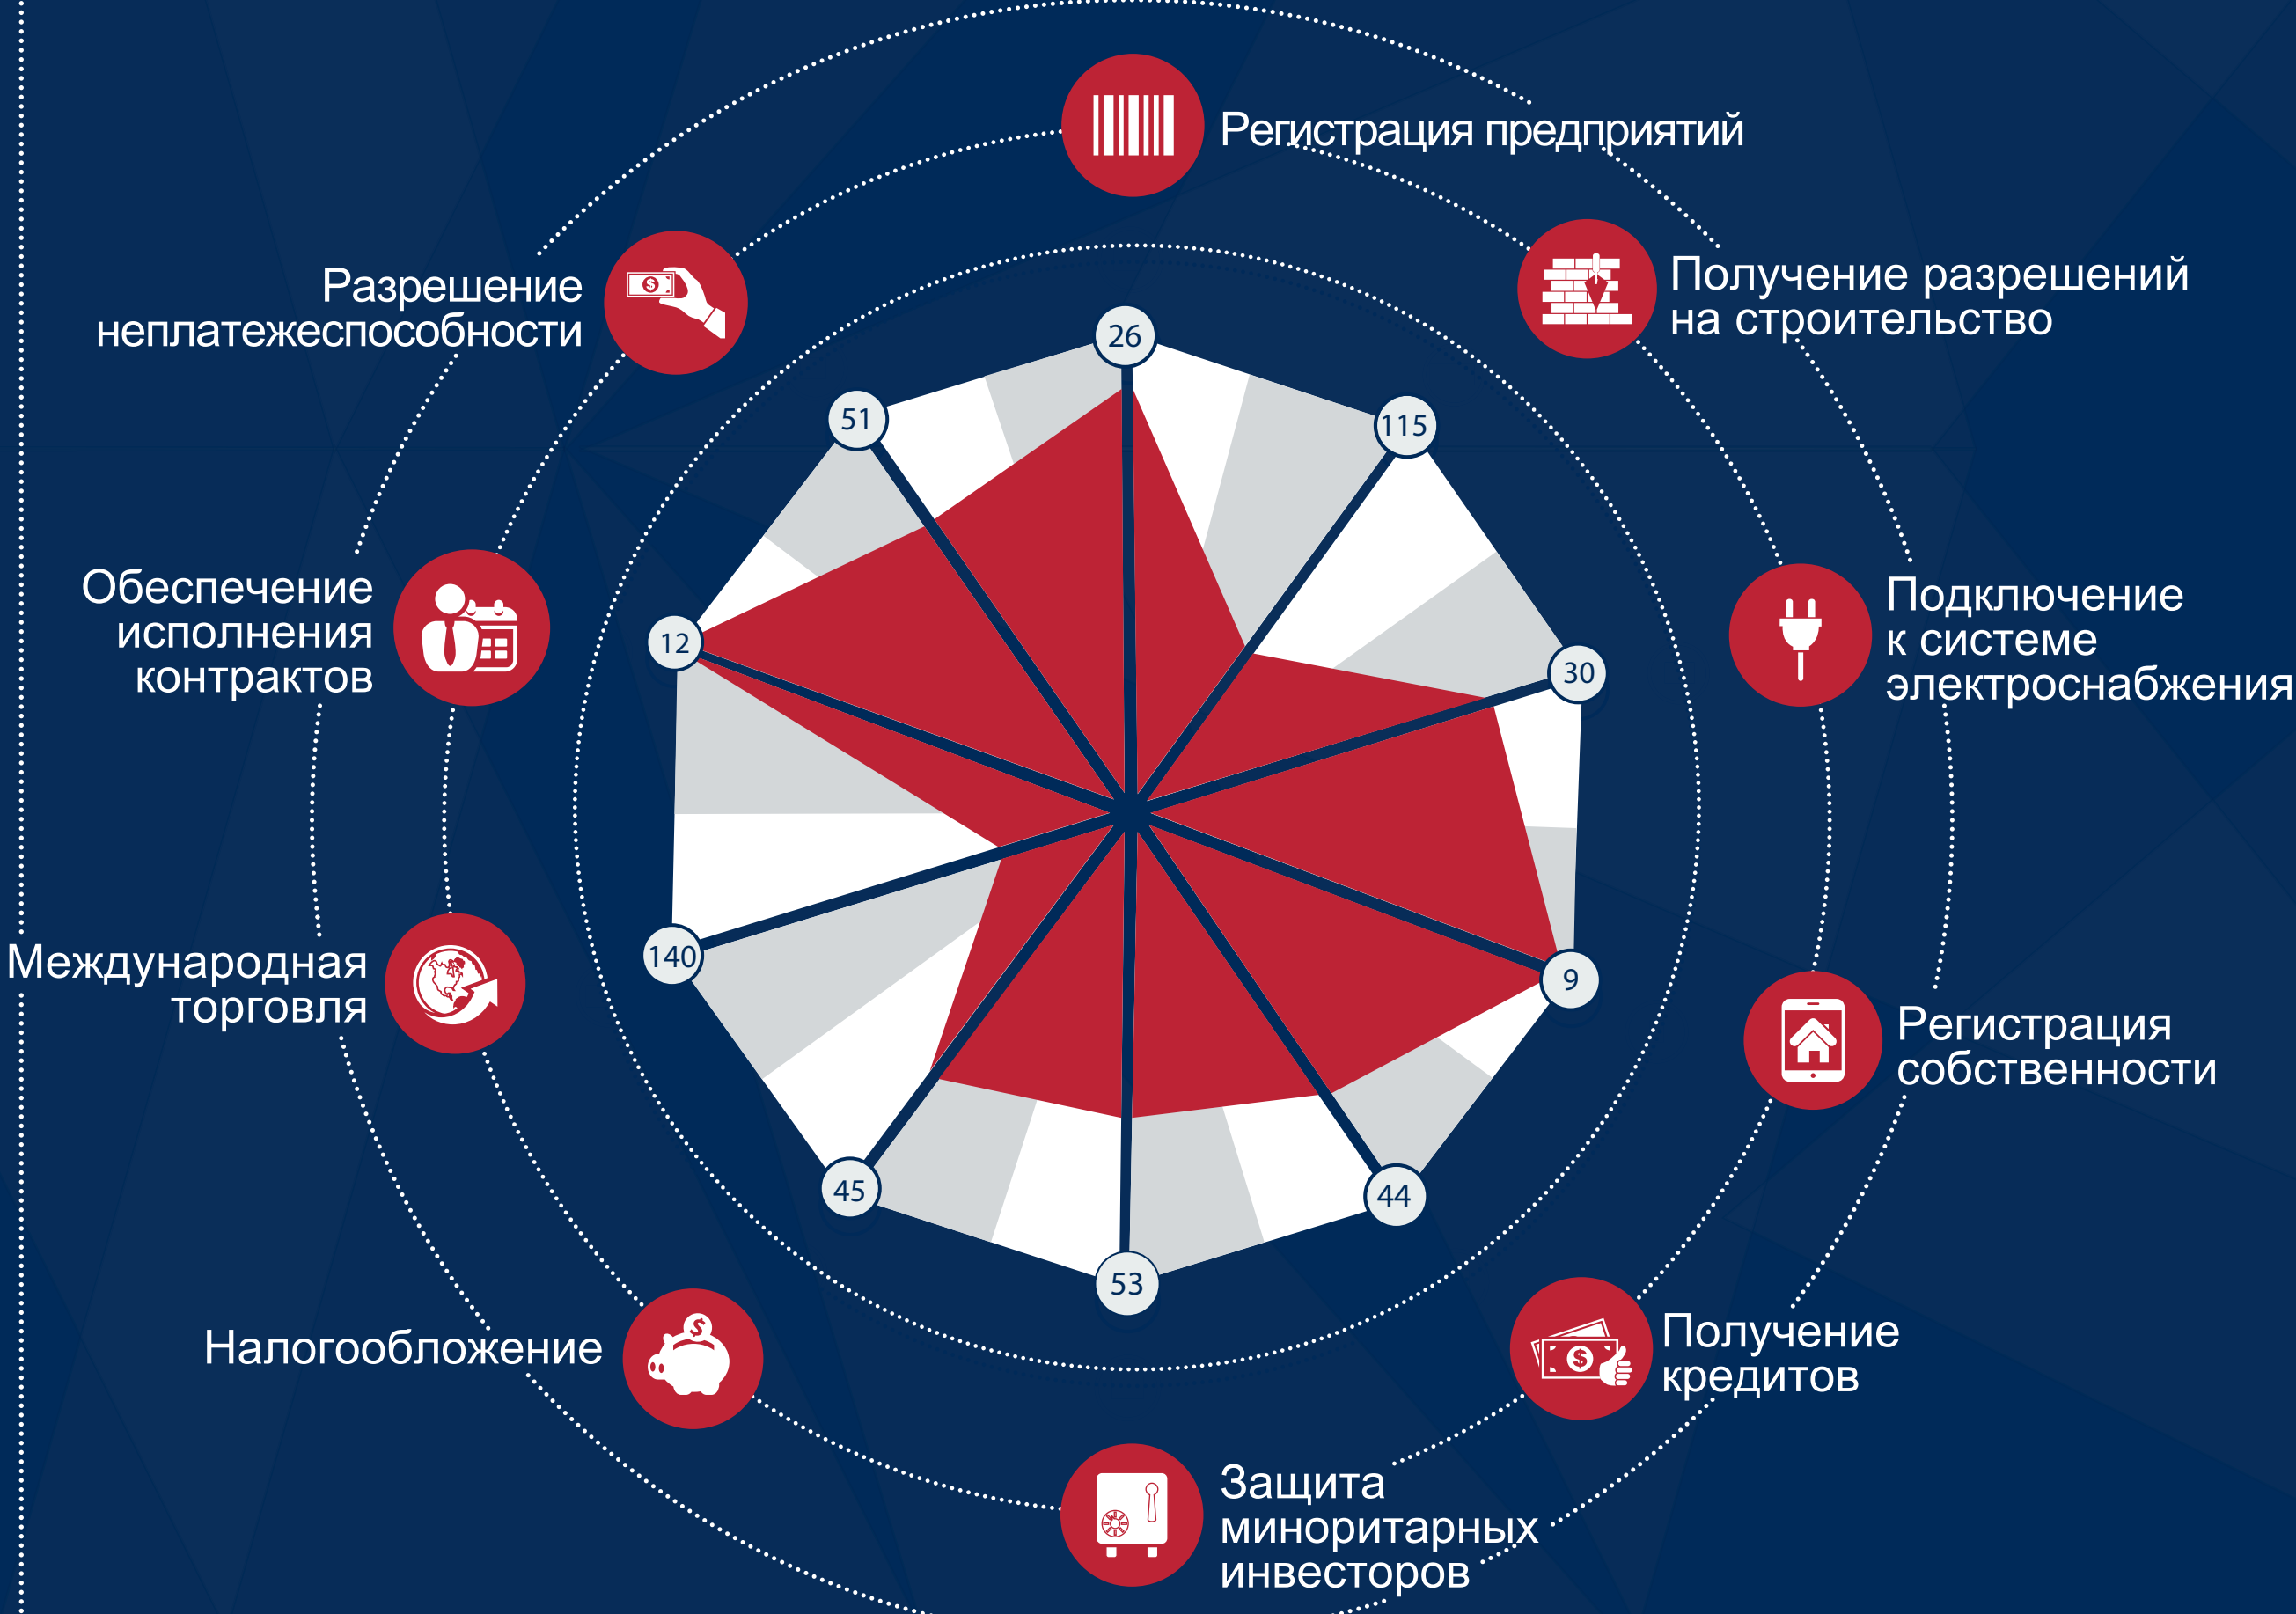 Регистрация предприятий
Получение разрешений
на строительство
Подключение
к системе
электроснабжения
Регистрация
собственности
Получение
кредитов
Защита
миноритарных
инвесторов
Налогообложение
Международная
торговля
Обеспечение
исполнения
контрактов
Разрешение
неплатежеспособности
26
115
30
9
44
53
45
140
12
51
$
$
$